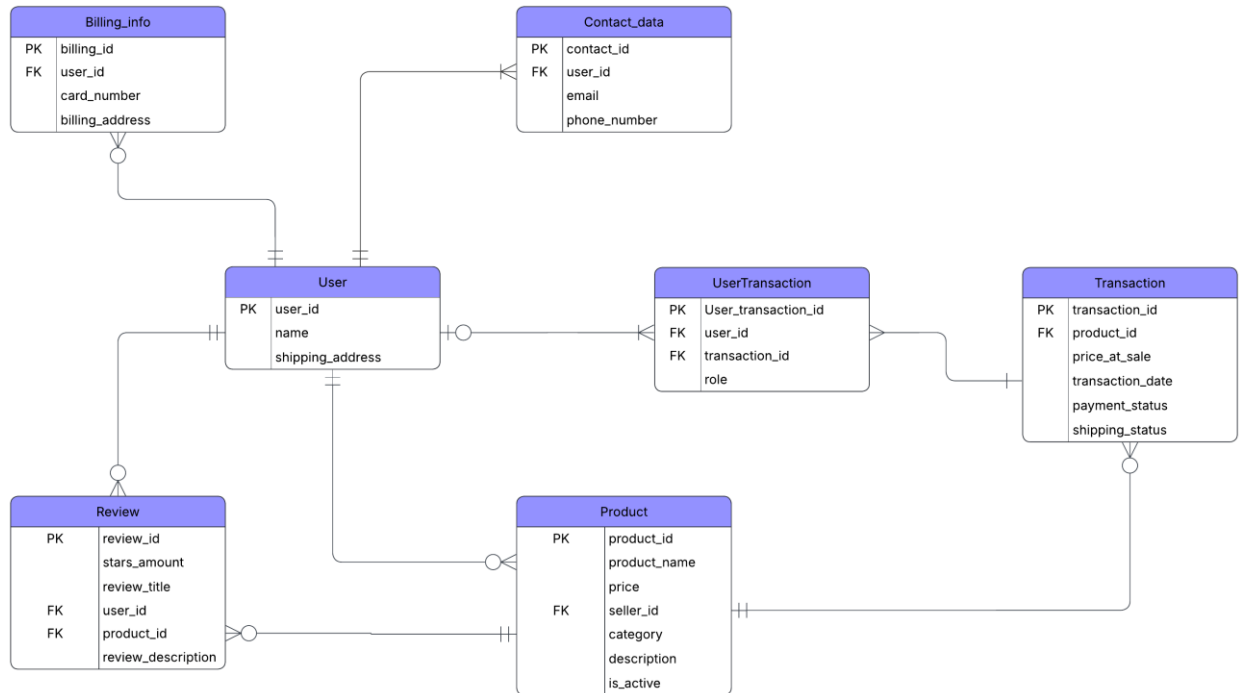 Billing_info
PK billing_id
FK user_id
card_number
billing_address
Contact_data
PK contact_id
FK user_id
email
phone_number
User
PK user_id
name
shipping_address
UserTransaction
PK User_transaction_id
FK user_id
FK transaction_id
role
Transaction
PK transaction_id
FK product_id
price_at_sale
transaction_date
payment_status
shipping_status
Review
PK review_id
stars_amount
review_title
FK user_id
FK product_id
review_description
Product
PK product_id
product_name
price
FK seller_id
category
description
is_active